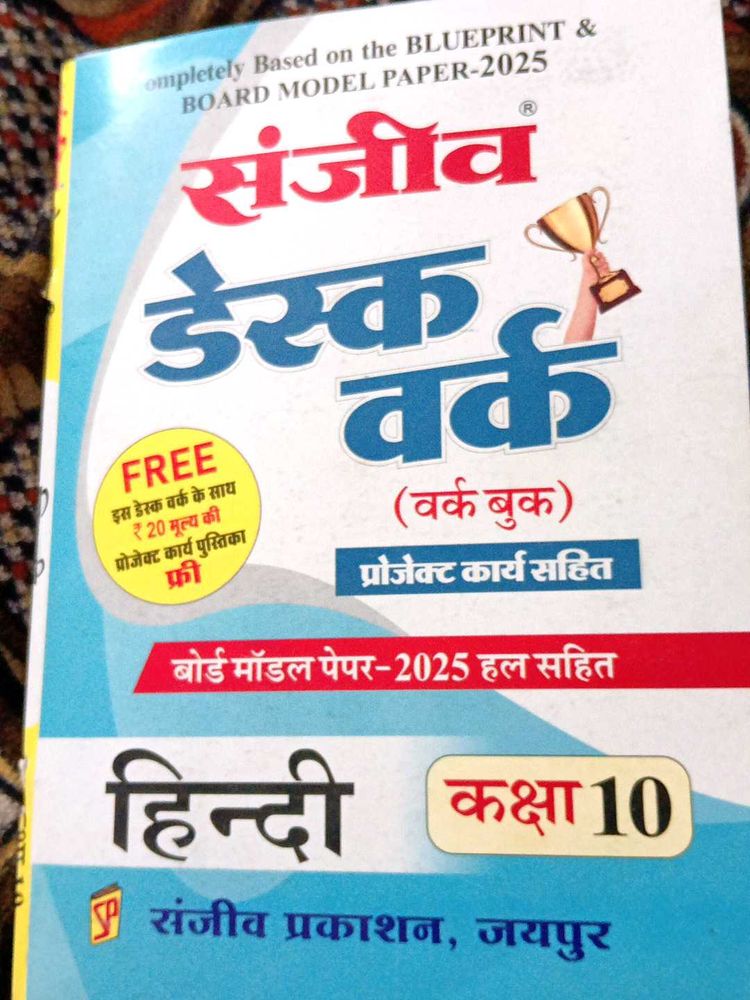 Completely Based on the BLUEPRINT &
BOARD MODEL PAPER-2025
संजीव®
डेस्क
वर्क
(वर्क बुक)
प्रोजेक्ट कार्य सहित
FREE
इस डेस्क वर्क के साथ
₹ 20 मूल्य की
प्रोजेक्ट कार्य पुस्तिका
फ्री
बोर्ड मॉडल पेपर-2025 हल सहित
हिन्दी
कक्षा 10
SP संजीव प्रकाशन, जयपुर